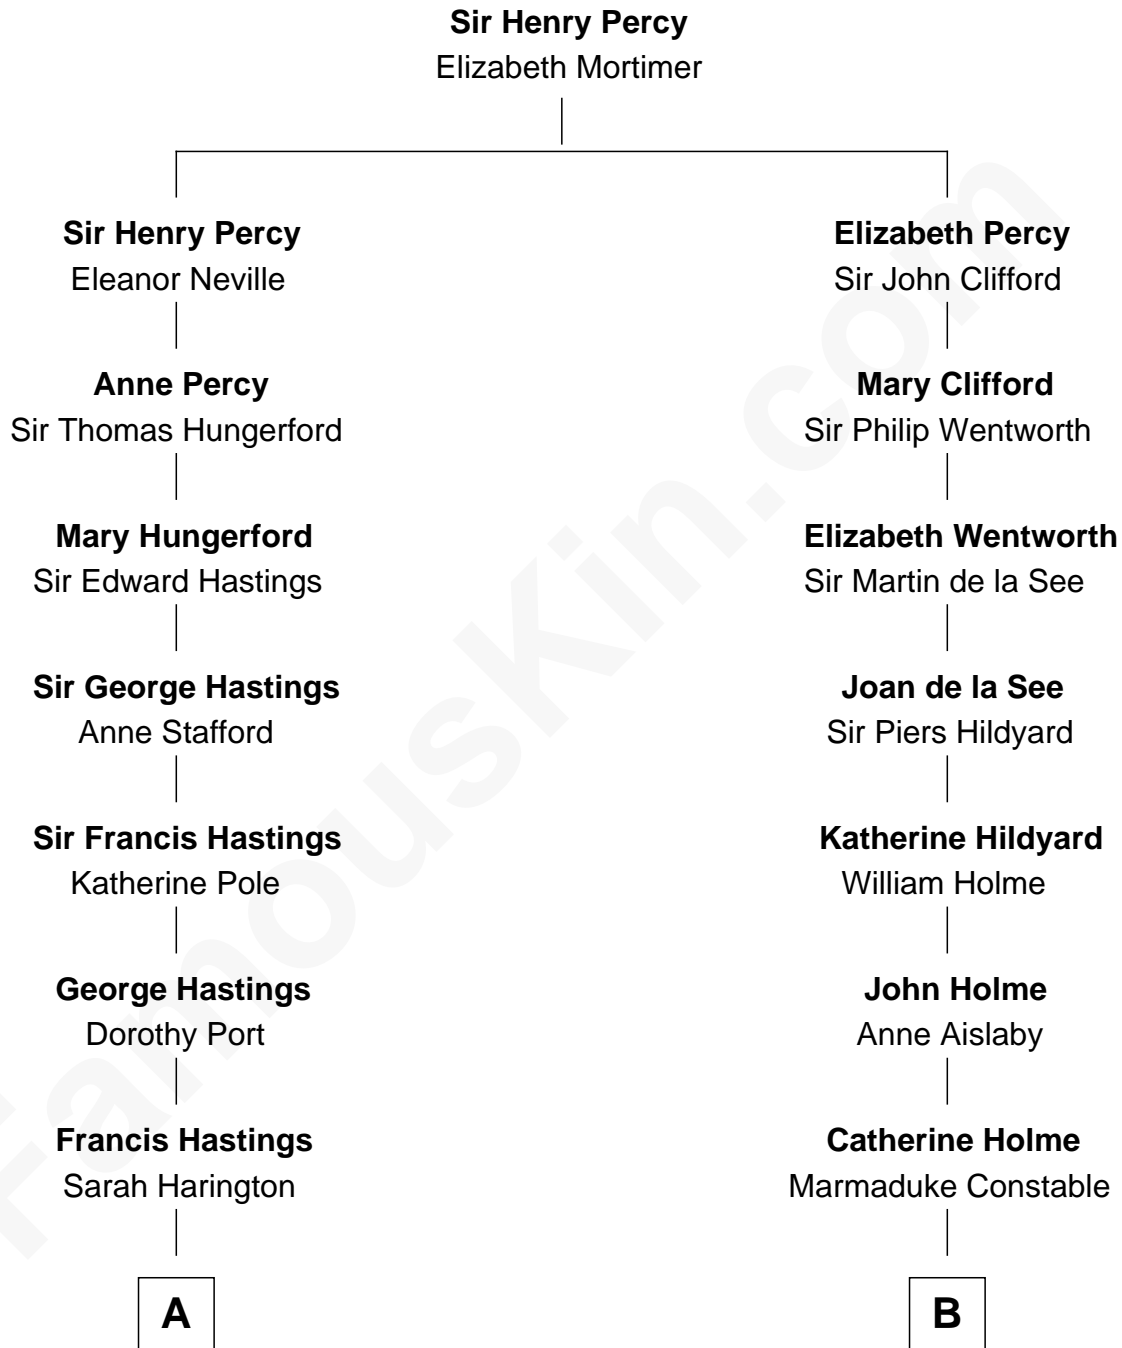 Sir Henry Percy
Elizabeth Mortimer
Sir Henry Percy
Eleanor Neville
Elizabeth Percy
Sir John Clifford
Anne Percy
Sir Thomas Hungerford
Mary Clifford
Sir Philip Wentworth
Mary Hungerford
Sir Edward Hastings
Elizabeth Wentworth
Sir Martin de la See
Sir George Hastings
Anne Stafford
Joan de la See
Sir Piers Hildyard
Sir Francis Hastings
Katherine Pole
Katherine Hildyard
William Holme
George Hastings
Dorothy Port
John Holme
Anne Aislaby
Francis Hastings
Sarah Harington
Catherine Holme
Marmaduke Constable
A
B
FamousKin.com